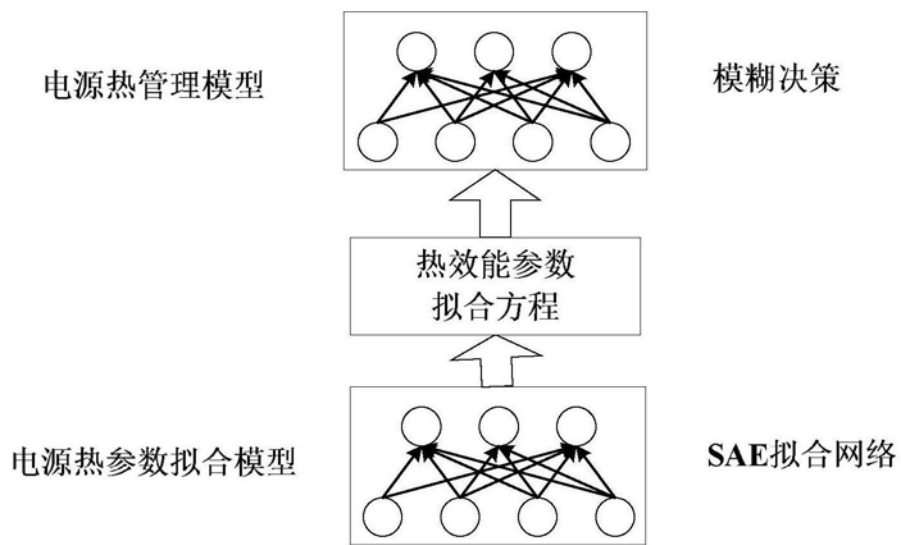 电源热管理模型
模糊决策
热效能参数
拟合方程
电源热参数拟合模型
SAE拟合网络